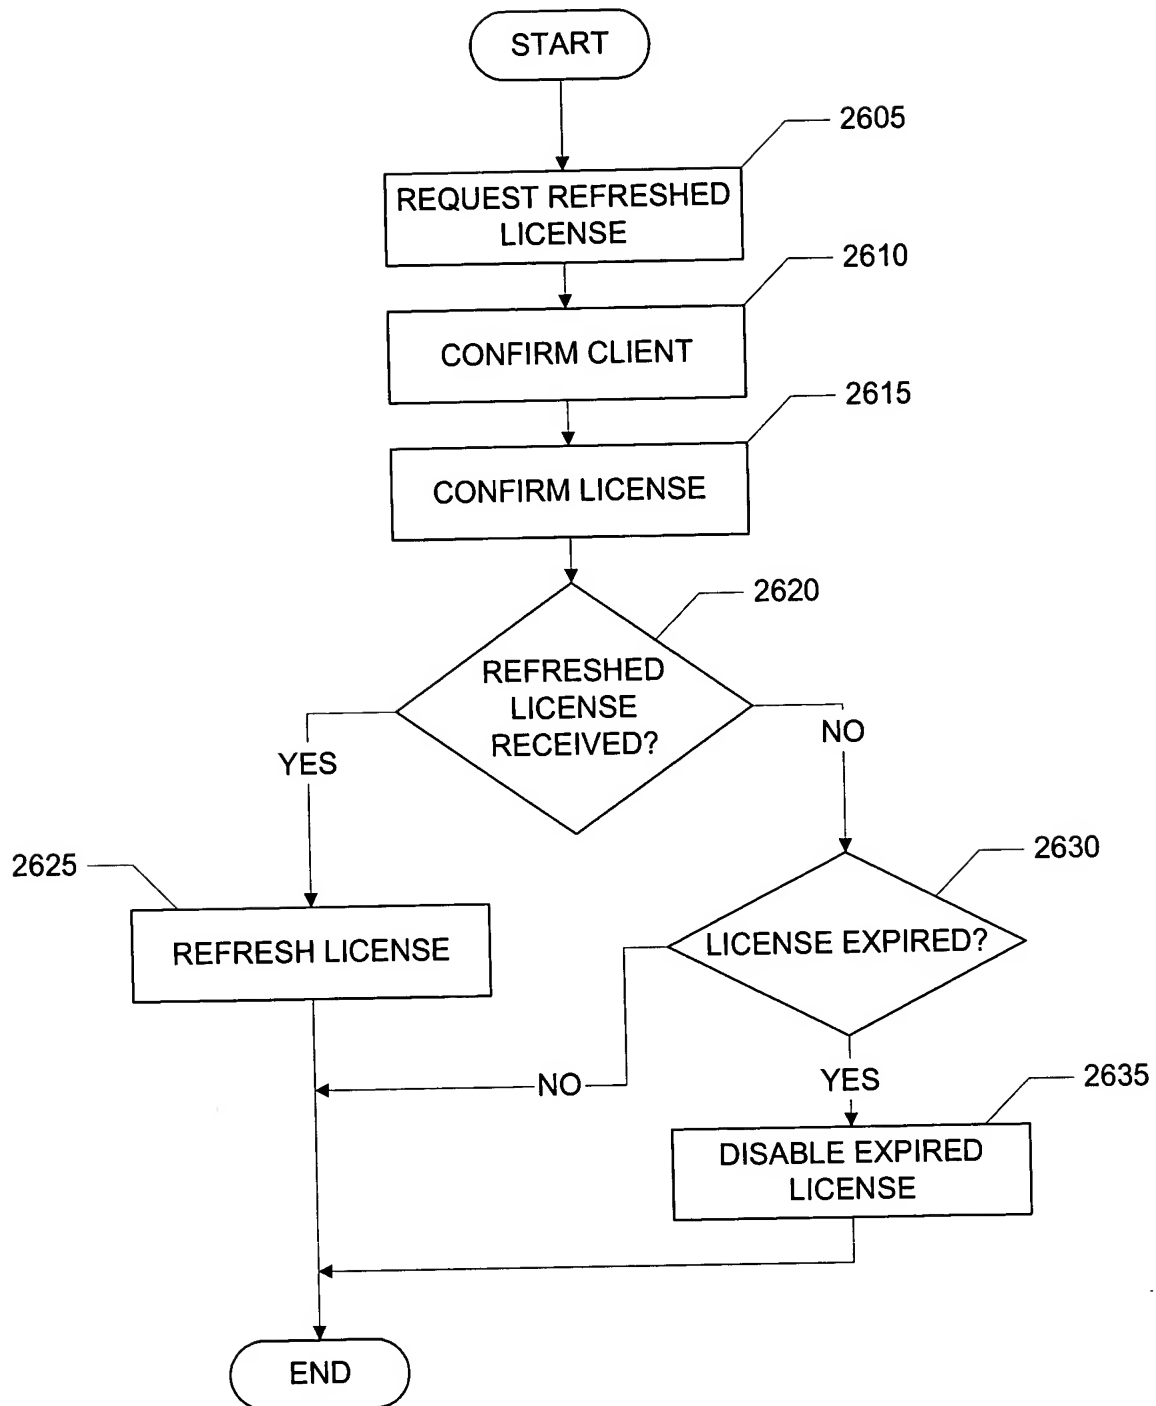 START
2605
REQUEST REFRESHED
LICENSE
2610
CONFIRM CLIENT
2615
CONFIRM LICENSE
2620
REFRESHED
LICENSE
RECEIVED?
YES
NO
2625
REFRESH LICENSE
2630
LICENSE EXPIRED?
NO
YES
2635
DISABLE EXPIRED
LICENSE
END